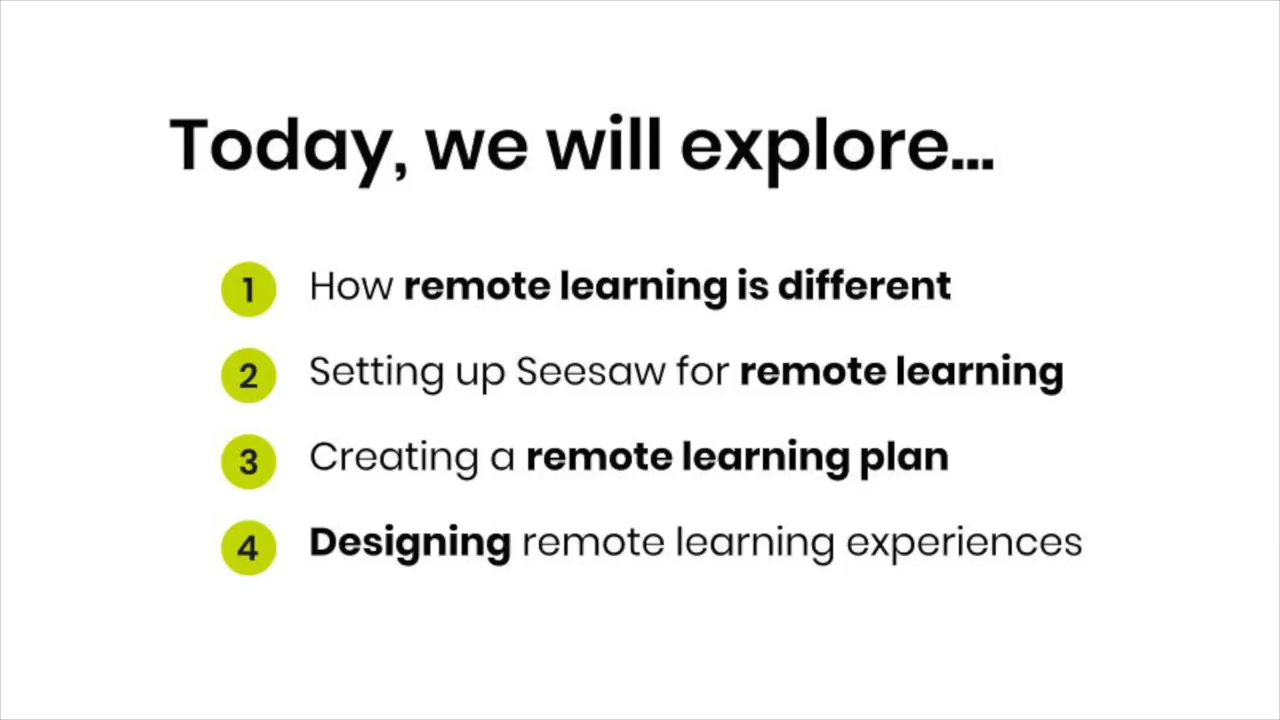 Today, we will explore...
1 How remote learning is different
2 Setting up Seesaw for remote learning
3 Creating a remote learning plan
4 Designing remote learning experiences